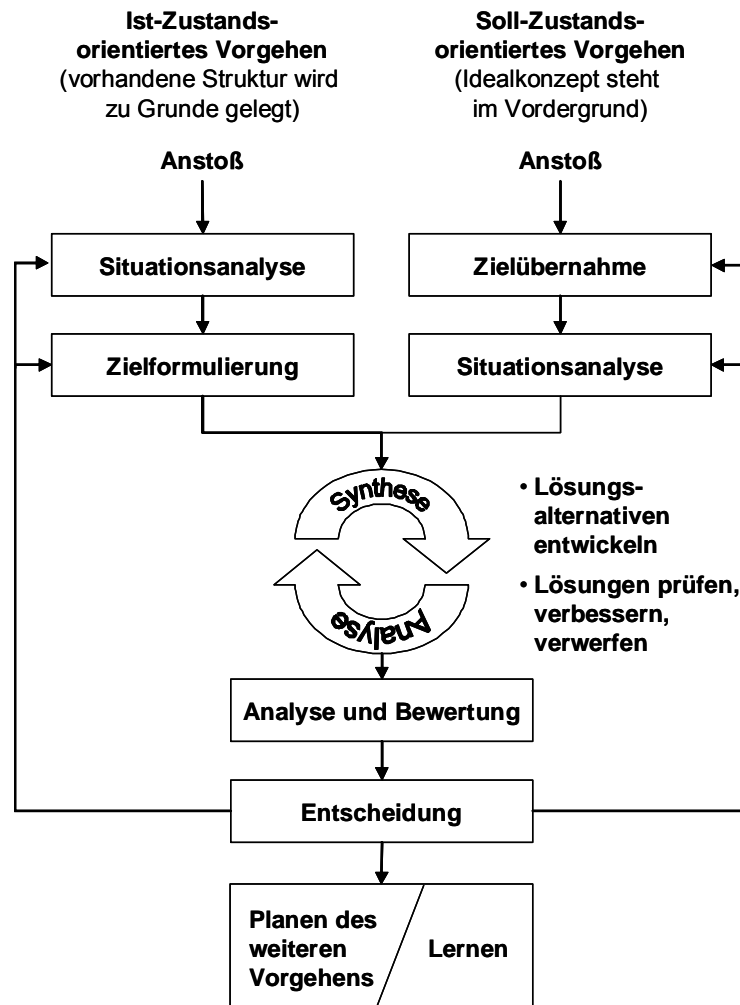 Ist-Zustands-
orientiertes Vorgehen
(vorhandene Struktur wird
zu Grunde gelegt)
Anstoß
Situationsanalyse
Zielformulierung
Soll-Zustands-
orientiertes Vorgehen
(Idealkonzept steht
im Vordergrund)
Anstoß
Zielübernahme
Situationsanalyse
Synthese
Analyse
• Lösungs-
alternativen
entwickeln
• Lösungen prüfen,
verbessern,
verwerfen
Analyse und Bewertung
Entscheidung
Planen des
weiteren
Vorgehens
Lernen